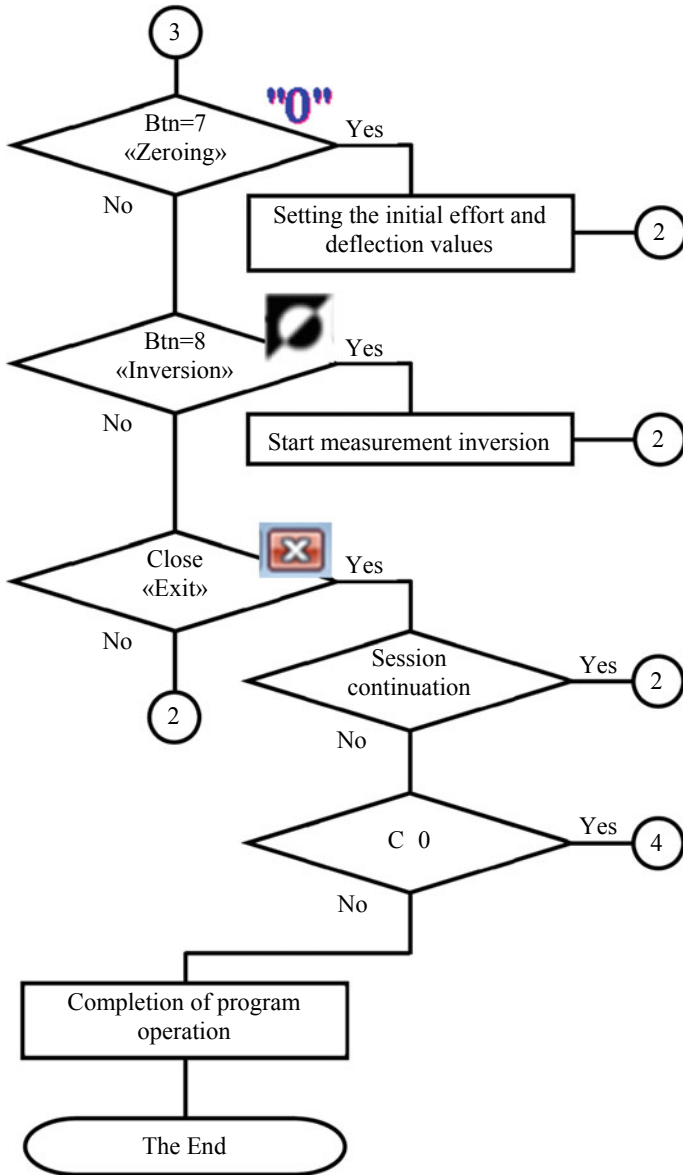 3
"0"
Btn=7
«Zeroing»
Yes
No
Setting the initial effort and
deflection values
2
Btn=8
«Inversion»
Yes
No
Start measurement inversion
2
Close
«Exit»
X
Yes
No
2
Session
continuation
Yes
2
No
C 0
Yes
4
No
Completion of program
operation
The End